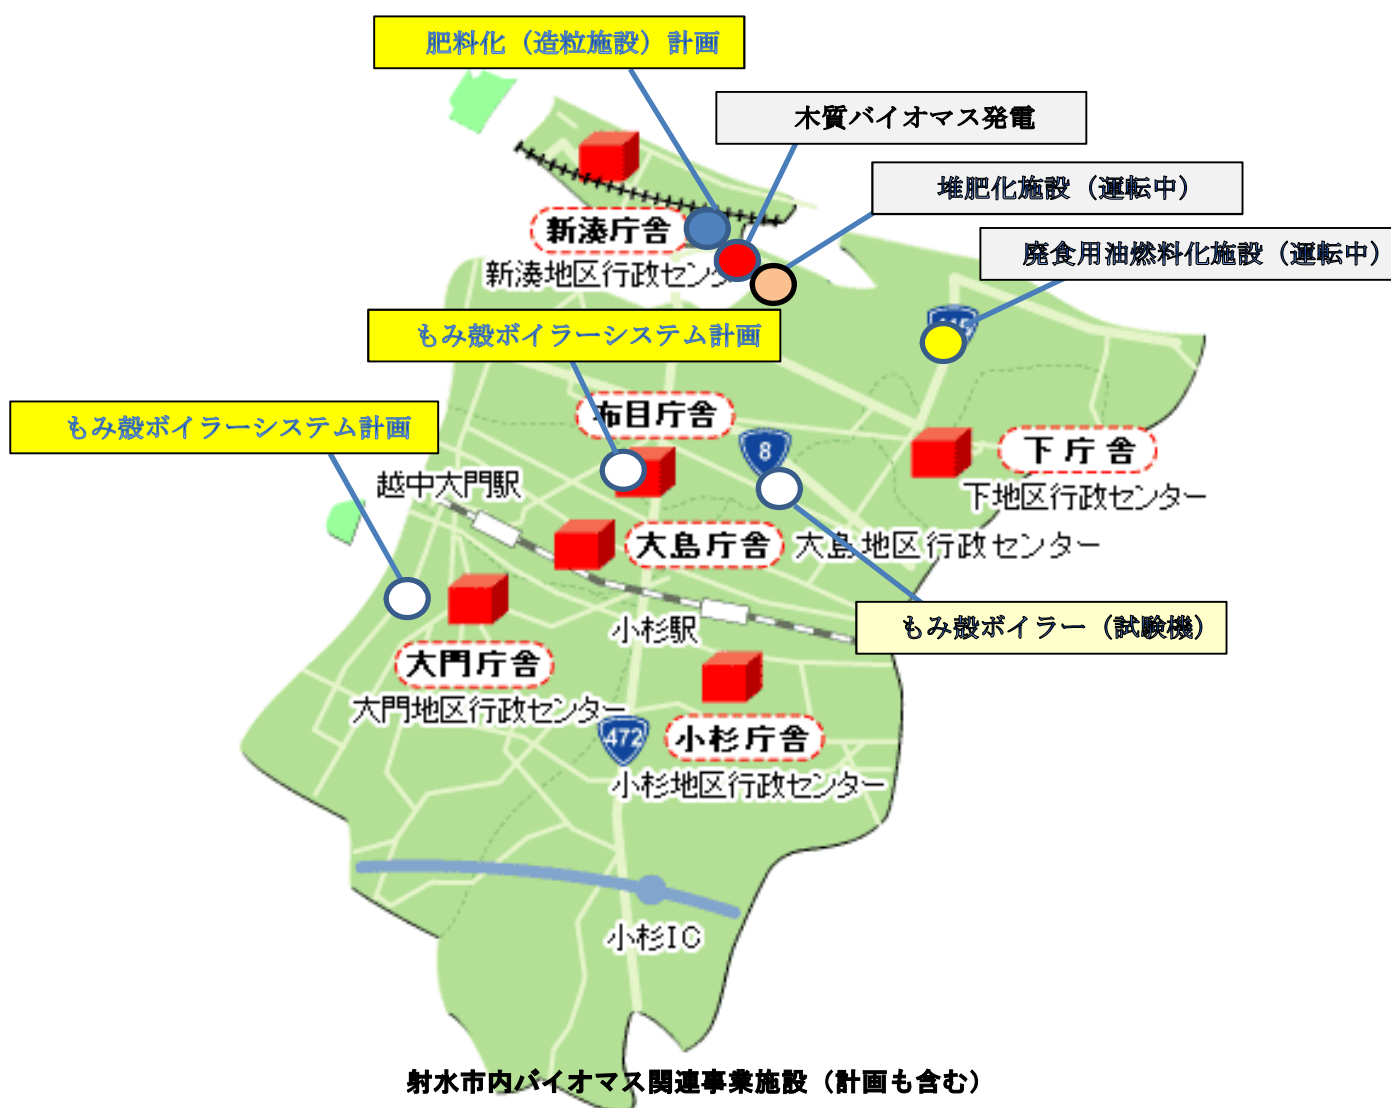 肥料化（造粒施設）計画
木質バイオマス発電
堆肥化施設（運転中）
新湊庁舎
新湊地区行政センター
廃食用油燃料化施設（運転中）
もみ殻ボイラーシステム計画
もみ殻ボイラーシステム計画
布目庁舎
8
下庁舎
下地区行政センター
越中大門駅
大島庁舎
大島地区行政センター
小杉駅
もみ殻ボイラー（試験機）
大門庁舎
大門地区行政センター
472
小杉庁舎
小杉地区行政センター
小杉IC
射水市内バイオマス関連事業施設（計画も含む）